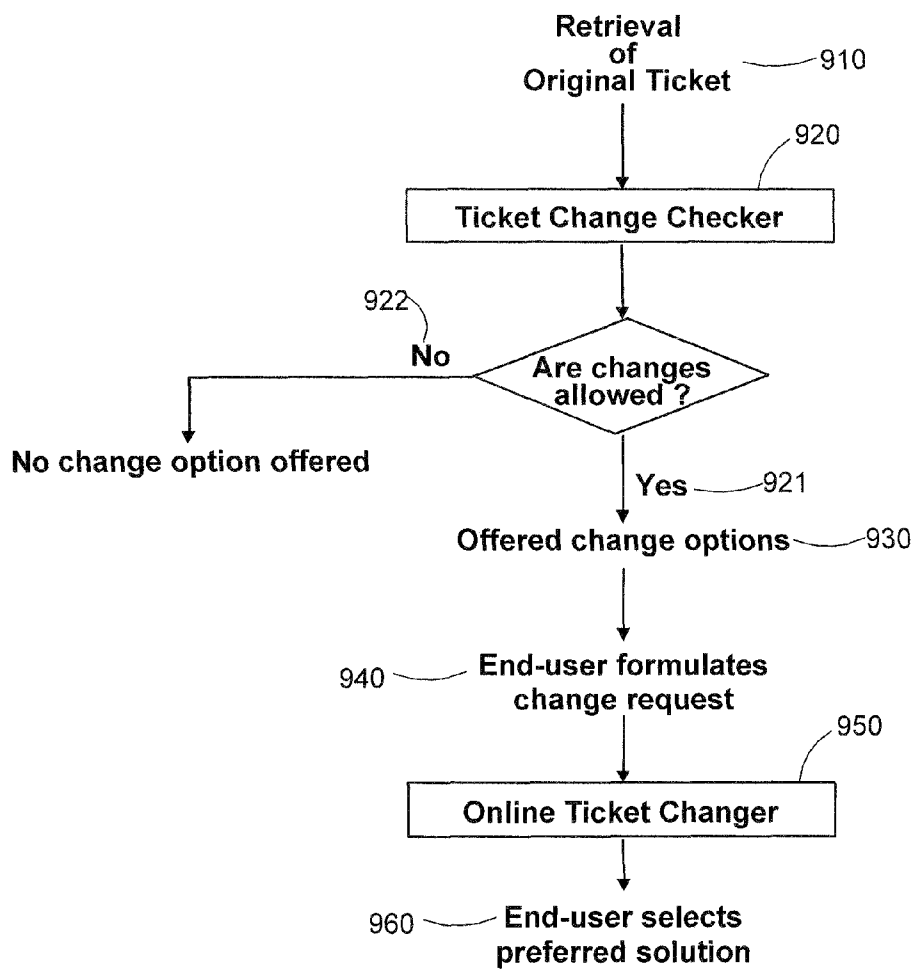 Retrieval
of
Original Ticket
910
920
Ticket Change Checker
922
No
Are changes
allowed ?
No change option offered
Yes
921
Offered change options
930
940
End-user formulates
change request
950
Online Ticket Changer
960
End-user selects
preferred solution